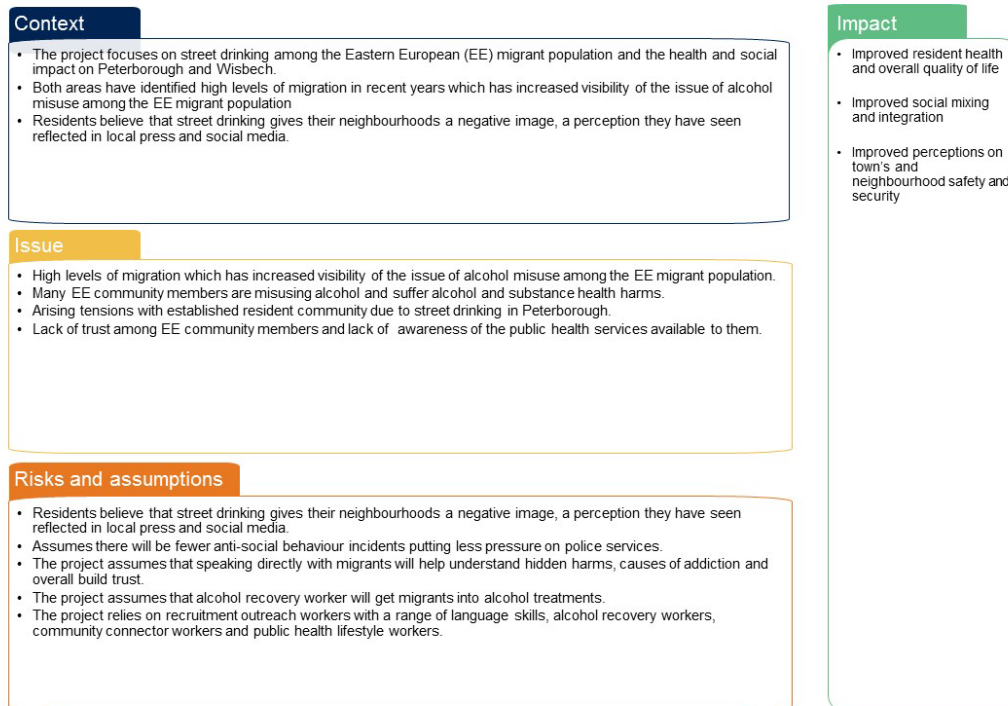 Context
• The project focuses on street drinking among the Eastern European (EE) migrant population and the health and social
impact on Peterborough and Wisbech.
• Both areas have identified high levels of migration in recent years which has increased visibility of the issue of alcohol
misuse among the EE migrant population
• Residents believe that street drinking gives their neighbourhoods a negative image, a perception they have seen
reflected in local press and social media.
Issue
• High levels of migration which has increased visibility of the issue of alcohol misuse among the EE migrant population.
• Many EE community members are misusing alcohol and suffer alcohol and substance health harms.
• Arising tensions with established resident community due to street drinking in Peterborough.
• Lack of trust among EE community members and lack of awareness of the public health services available to them.
Risks and assumptions
• Residents believe that street drinking gives their neighbourhoods a negative image, a perception they have seen
reflected in local press and social media.
• Assumes there will be fewer anti-social behaviour incidents putting less pressure on police services.
• The project assumes that speaking directly with migrants will help understand hidden harms, causes of addiction and
overall build trust.
• The project assumes that alcohol recovery worker will get migrants into alcohol treatments.
• The project relies on recruitment outreach workers with a range of language skills, alcohol recovery workers,
community connector workers and public health lifestyle workers.
Impact
• Improved resident health
and overall quality of life
• Improved social mixing
and integration
• Improved perceptions on
town's and
neighbourhood safety and
security